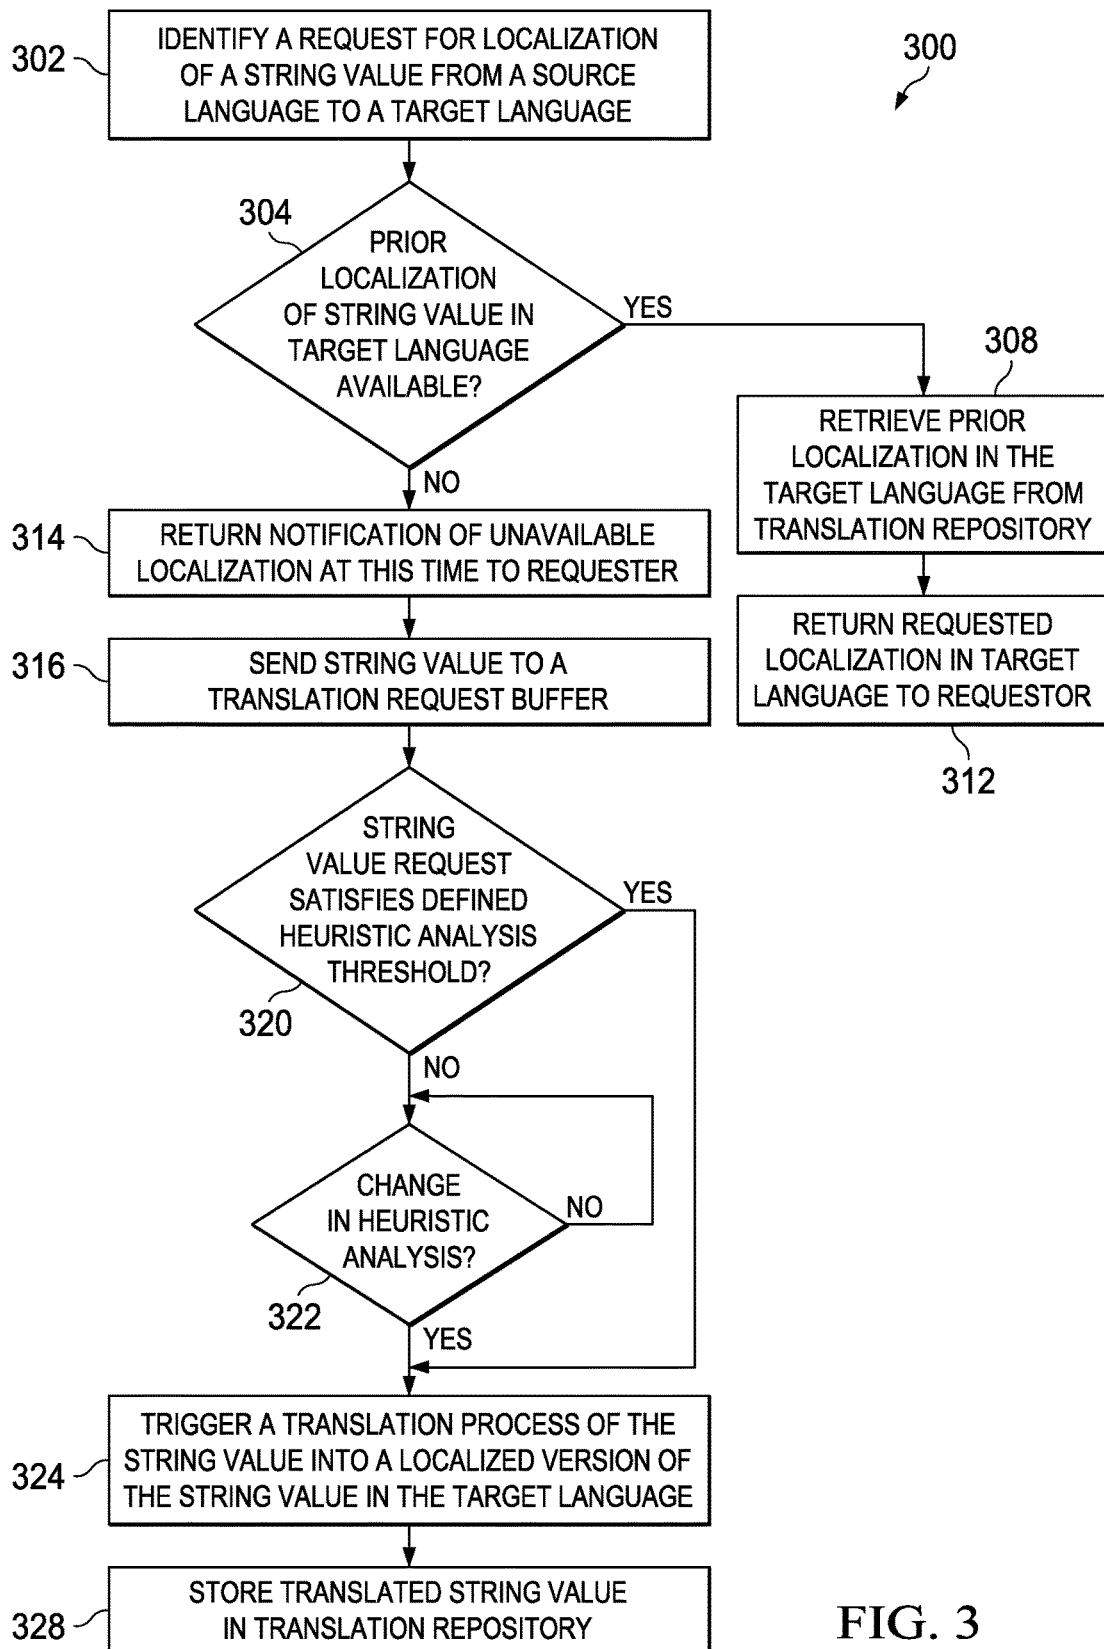 302
IDENTIFY A REQUEST FOR LOCALIZATION
OF A STRING VALUE FROM A SOURCE
LANGUAGE TO A TARGET LANGUAGE
300
304
PRIOR
LOCALIZATION
OF STRING VALUE IN
TARGET LANGUAGE
AVAILABLE?
YES
NO
308
RETRIEVE PRIOR
LOCALIZATION IN THE
TARGET LANGUAGE FROM
TRANSLATION REPOSITORY
RETURN REQUESTED
LOCALIZATION IN TARGET
LANGUAGE TO REQUESTOR
312
314
RETURN NOTIFICATION OF UNAVAILABLE
LOCALIZATION AT THIS TIME TO REQUESTER
316
SEND STRING VALUE TO A
TRANSLATION REQUEST BUFFER
STRING
VALUE REQUEST
SATISFIES DEFINED
HEURISTIC ANALYSIS
THRESHOLD?
YES
320
NO
CHANGE
IN HEURISTIC
ANALYSIS?
NO
322
YES
324
TRIGGER A TRANSLATION PROCESS OF THE
STRING VALUE INTO A LOCALIZED VERSION OF
THE STRING VALUE IN THE TARGET LANGUAGE
328
STORE TRANSLATED STRING VALUE
IN TRANSLATION REPOSITORY
FIG. 3